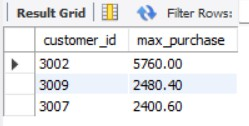 Result Grid Filter Rows:
customer_id max_purchase
3002 5760.00
3009 2480.40
3007 2400.60